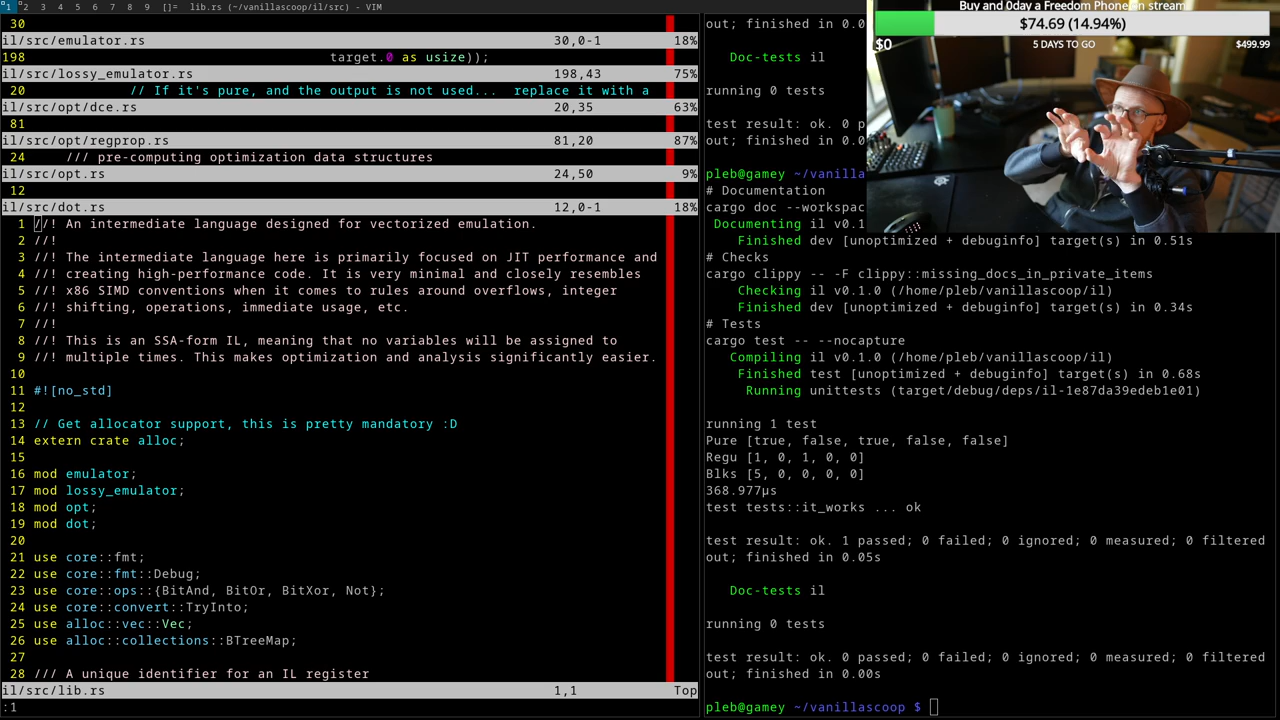 1 2 3 4 5 6 7 8 9 []= lib.rs (~/vanillascoop/il/src) - VIM
30
il/src/emulator.rs 30,0-1 18%
198 target.0 as usize));
il/src/lossy_emulator.rs 198,43 75%
20 // If it's pure, and the output is not used... replace it with a
il/src/opt/dce.rs 20,35 63%
81
il/src/opt/regprop.rs 81,20 87%
24 /// pre-computing optimization data structures
il/src/opt.rs 24,50 9%
12
il/src/dot.rs 12,0-1 18%
1 //! An intermediate language designed for vectorized emulation.
2 //!
3 //! The intermediate language here is primarily focused on JIT performance and
4 //! creating high-performance code. It is very minimal and closely resembles
5 //! x86 SIMD conventions when it comes to rules around overflows, integer
6 //! shifting, operations, immediate usage, etc.
7 //!
8 //! This is an SSA-form IL, meaning that no variables will be assigned to
9 //! multiple times. This makes optimization and analysis significantly easier.
10
11 #![no_std]
12
13 // Get allocator support, this is pretty mandatory :D
14 extern crate alloc;
15
16 mod emulator;
17 mod lossy_emulator;
18 mod opt;
19 mod dot;
20
21 use core::fmt;
22 use core::fmt::Debug;
23 use core::ops::{BitAnd, BitOr, BitXor, Not};
24 use core::convert::TryInto;
25 use alloc::vec::Vec;
26 use alloc::collections::BTreeMap;
27
28 /// A unique identifier for an IL register
il/src/lib.rs 1,1 Top
:1
out; finished in 0.0
Doc-tests il
running 0 tests
test result: ok. 0 p
out; finished in 0.0
pleb@gamey ~/vanilla
# Documentation
cargo doc --workspac
Documenting il v0.1
Finished dev [unoptimized + debuginfo] target(s) in 0.51s
# Checks
cargo clippy -- -F clippy::missing_docs_in_private_items
Checking il v0.1.0 (/home/pleb/vanillascoop/il)
Finished dev [unoptimized + debuginfo] target(s) in 0.34s
# Tests
cargo test -- --nocapture
Compiling il v0.1.0 (/home/pleb/vanillascoop/il)
Finished test [unoptimized + debuginfo] target(s) in 0.68s
Running unittests (target/debug/deps/il-1e87da39edeb1e01)
running 1 test
Pure [true, false, true, false, false]
Regu [1, 0, 1, 0, 0]
Blks [5, 0, 0, 0, 0]
368.977µs
test tests::it_works ... ok
test result: ok. 1 passed; 0 failed; 0 ignored; 0 measured; 0 filtered
out; finished in 0.05s
Doc-tests il
running 0 tests
test result: ok. 0 passed; 0 failed; 0 ignored; 0 measured; 0 filtered
out; finished in 0.00s
pleb@gamey ~/vanillascoop $
Buy and 0day a Freedom Phone on stream
$74.69 (14.94%)
$0 5 DAYS TO GO $499.99